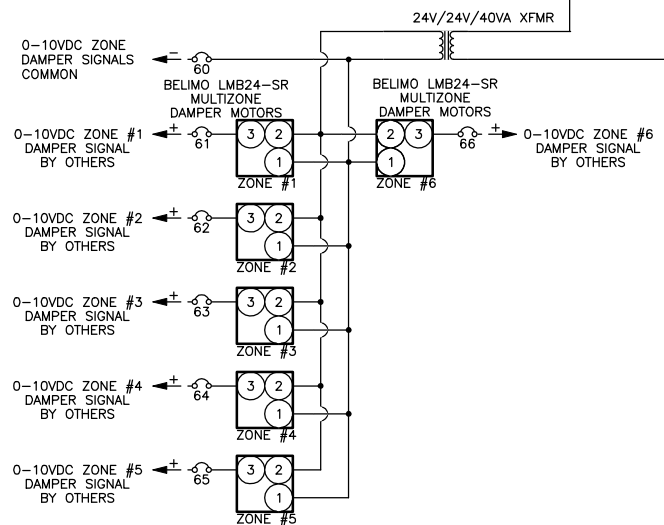 24V/24V/40VA XFMR
0-10VDC ZONE
DAMPER SIGNALS
COMMON
−
60
BELIMO LMB24-SR
MULTIZONE
DAMPER MOTORS
BELIMO LMB24-SR
MULTIZONE
DAMPER MOTORS
0-10VDC ZONE #1
DAMPER SIGNAL
BY OTHERS
+
61
3 2
1
ZONE #1
2 3
1
ZONE #6
66
+
0-10VDC ZONE #6
DAMPER SIGNAL
BY OTHERS
0-10VDC ZONE #2
DAMPER SIGNAL
BY OTHERS
+
62
3 2
1
ZONE #2
0-10VDC ZONE #3
DAMPER SIGNAL
BY OTHERS
+
63
3 2
1
ZONE #3
0-10VDC ZONE #4
DAMPER SIGNAL
BY OTHERS
+
64
3 2
1
ZONE #4
0-10VDC ZONE #5
DAMPER SIGNAL
BY OTHERS
+
65
3 2
1
ZONE #5